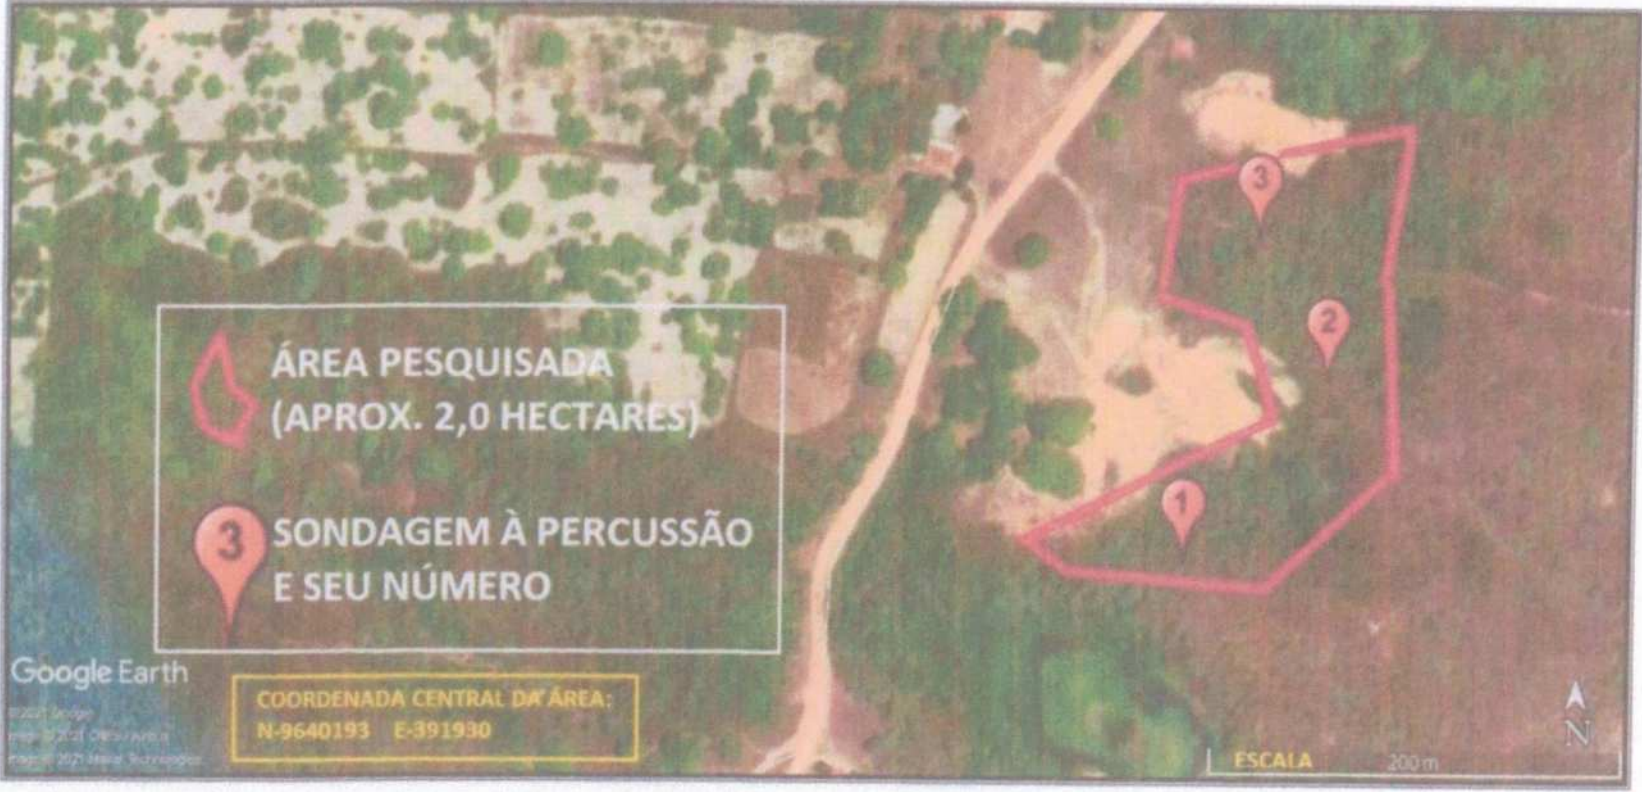 3
2
1
ÁREA PESQUISADA
(APROX. 2,0 HECTARES)
3
SONDAGEM À PERCUSSÃO
E SEU NÚMERO
Google Earth
COORDENADA CENTRAL DA ÁREA:
N-9640193 E-391930
ESCALA 200 m
N